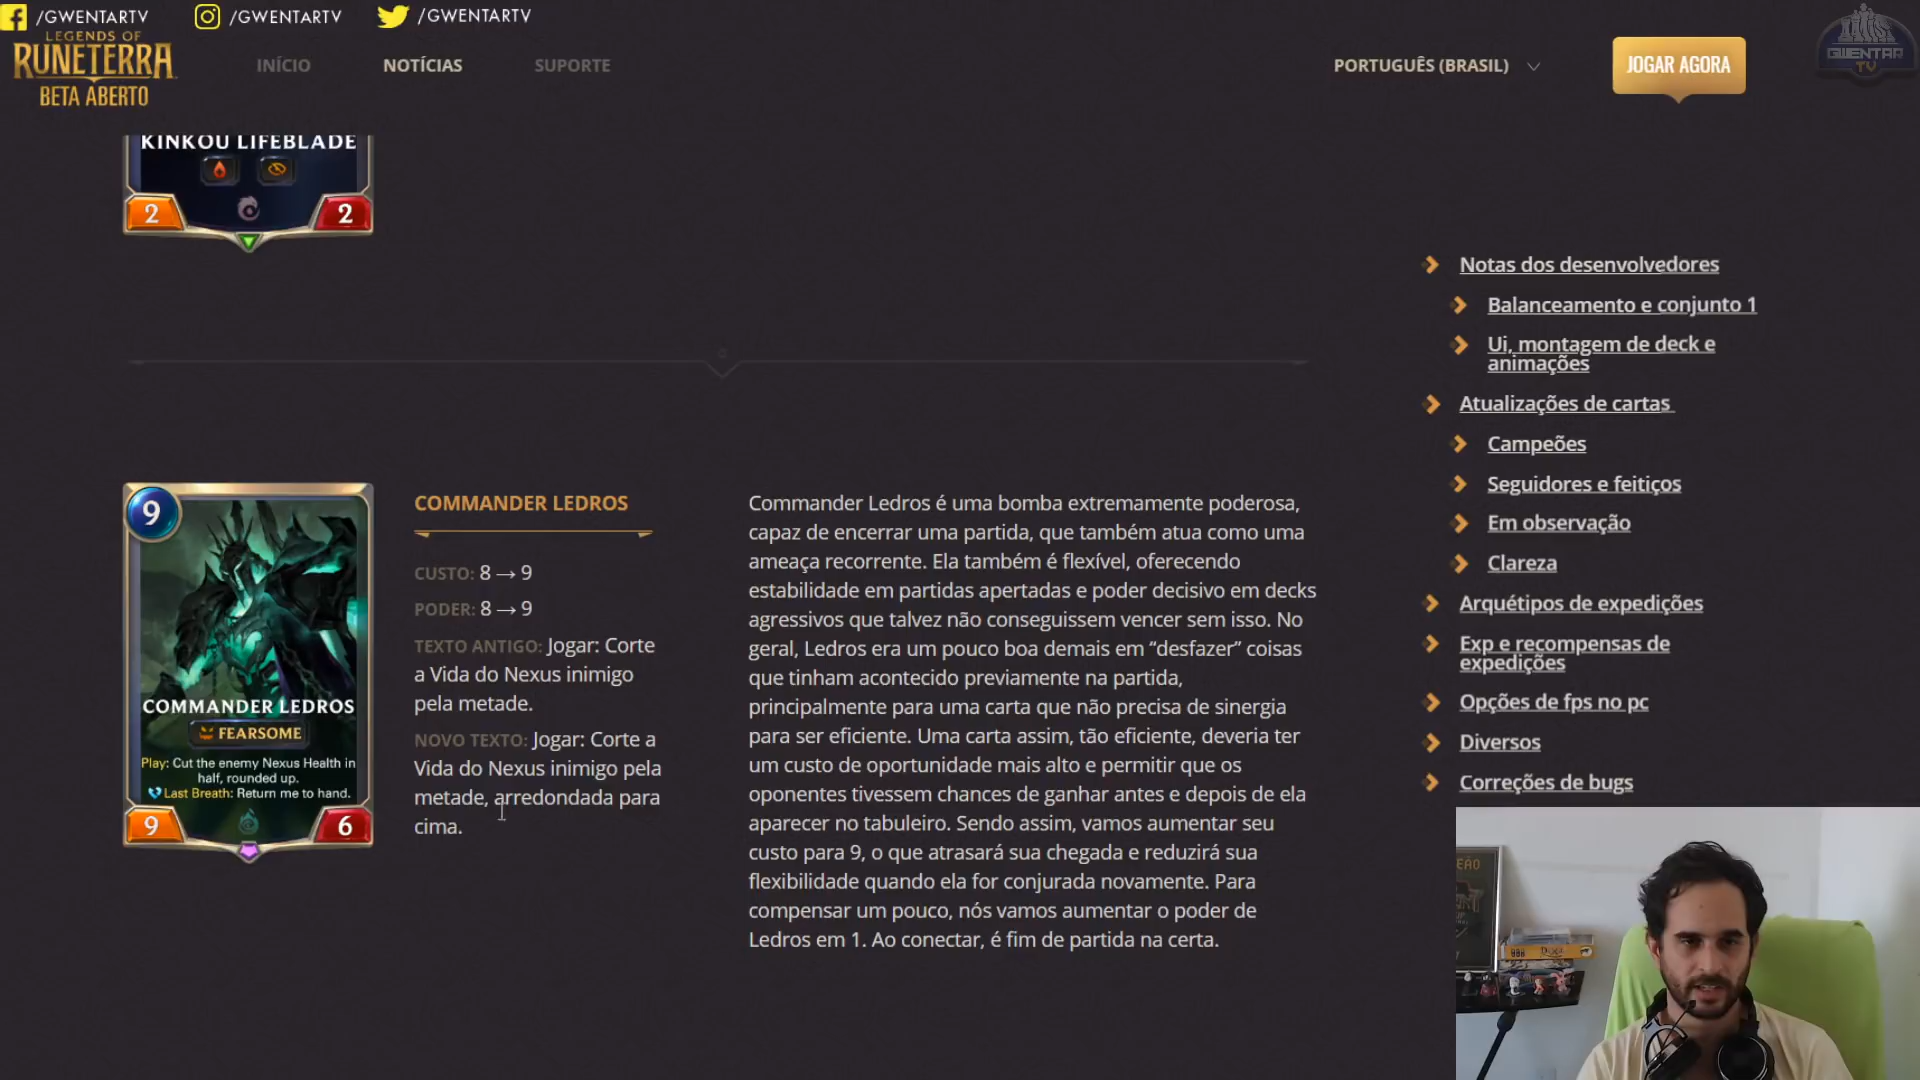 /GWENTARTV
/GWENTARTV
/GWENTARTV
LEGENDS OF
RUNETERRA
BETA ABERTO
INÍCIO
NOTÍCIAS
SUPORTE
PORTUGUÊS (BRASIL)
JOGAR AGORA
GWENTAR
TV
KINKOU LIFEBLADE
2
2
9
COMMANDER LEDROS
FEARSOME
Play: Cut the enemy Nexus Health in
half, rounded up.
Last Breath: Return me to hand.
9
6
COMMANDER LEDROS
CUSTO: 8 → 9
PODER: 8 → 9
TEXTO ANTIGO: Jogar: Corte
a Vida do Nexus inimigo
pela metade.
NOVO TEXTO: Jogar: Corte a
Vida do Nexus inimigo pela
metade, arredondada para
cima.
Commander Ledros é uma bomba extremamente poderosa,
capaz de encerrar uma partida, que também atua como uma
ameaça recorrente. Ela também é flexível, oferecendo
estabilidade em partidas apertadas e poder decisivo em decks
agressivos que talvez não conseguissem vencer sem isso. No
geral, Ledros era um pouco boa demais em “desfazer” coisas
que tinham acontecido previamente na partida,
principalmente para uma carta que não precisa de sinergia
para ser eficiente. Uma carta assim, tão eficiente, deveria ter
um custo de oportunidade mais alto e permitir que os
oponentes tivessem chances de ganhar antes e depois de ela
aparecer no tabuleiro. Sendo assim, vamos aumentar seu
custo para 9, o que atrasará sua chegada e reduzirá sua
flexibilidade quando ela for conjurada novamente. Para
compensar um pouco, nós vamos aumentar o poder de
Ledros em 1. Ao conectar, é fim de partida na certa.
Notas dos desenvolvedores
Balanceamento e conjunto 1
Ui, montagem de deck e
animações
Atualizações de cartas
Campeões
Seguidores e feitiços
Em observação
Clareza
Arquétipos de expedições
Exp e recompensas de
expedições
Opções de fps no pc
Diversos
Correções de bugs